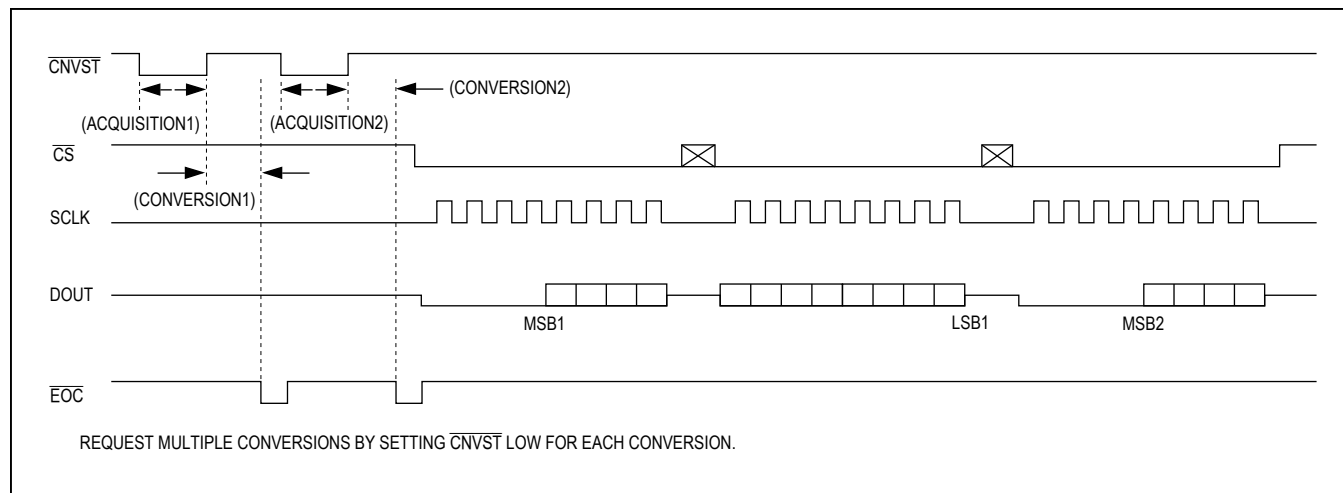 CNVST
(CONVERSION2)
(ACQUISITION1)
(ACQUISITION2)
CS
(CONVERSION1)
SCLK
DOUT
MSB1
LSB1
MSB2
EOC
REQUEST MULTIPLE CONVERSIONS BY SETTING CNVST LOW FOR EACH CONVERSION.